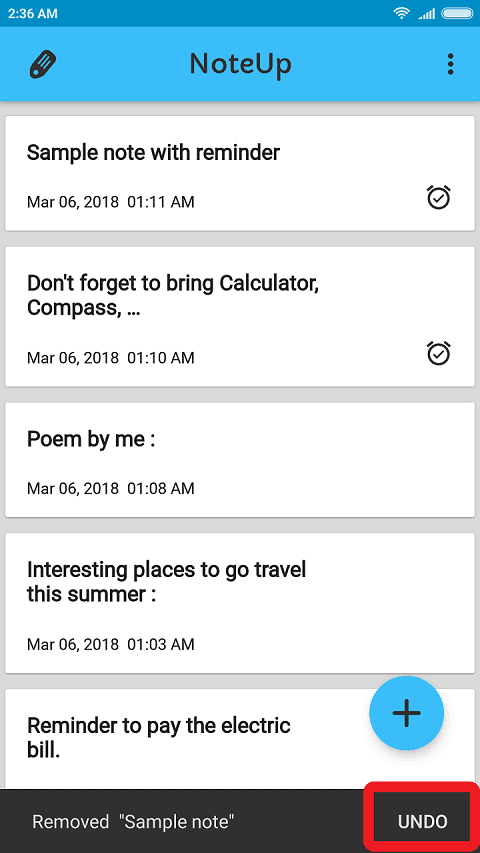 2:36 AM
NoteUp
Sample note with reminder
Mar 06, 2018 01:11 AM
Don't forget to bring Calculator,
Compass, ...
Mar 06, 2018 01:10 AM
Poem by me :
Mar 06, 2018 01:08 AM
Interesting places to go travel
this summer :
Mar 06, 2018 01:03 AM
Reminder to pay the electric
bill.
Removed "Sample note" UNDO